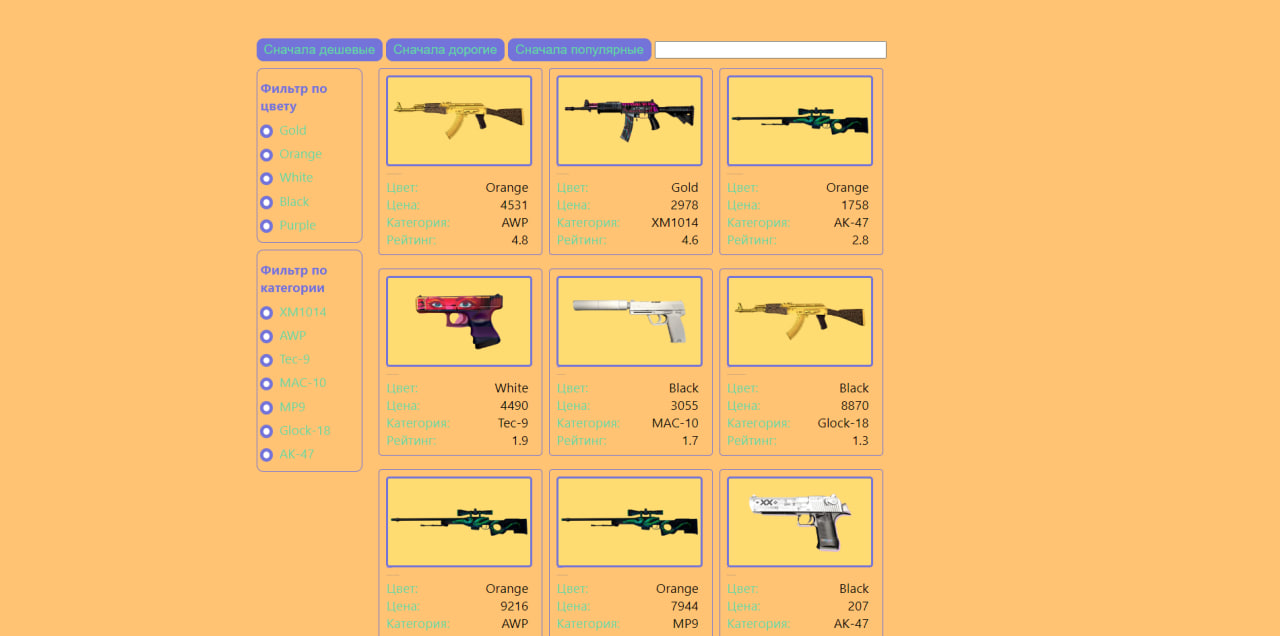 Сначала дешевые Сначала дорогие Сначала популярные
Фильтр по
цвету
Gold
Orange
White
Black
Purple
Фильтр по
категории
XM1014
AWP
Tec-9
MAC-10
MP9
Glock-18
АК-47
Цвет: Orange
Цена: 4531
Категория: AWP
Рейтинг: 4.8
Цвет: Gold
Цена: 2978
Категория: XM1014
Рейтинг: 4.6
Цвет: Orange
Цена: 1758
Категория: АК-47
Рейтинг: 2.8
Цвет: White
Цена: 4490
Категория: Tec-9
Рейтинг: 1.9
Цвет: Black
Цена: 3055
Категория: MAC-10
Рейтинг: 1.7
Цвет: Black
Цена: 8870
Категория: Glock-18
Рейтинг: 1.3
Цвет: Orange
Цена: 9216
Категория: AWP
Цвет: Orange
Цена: 7944
Категория: MP9
Цвет: Black
Цена: 207
Категория: АК-47